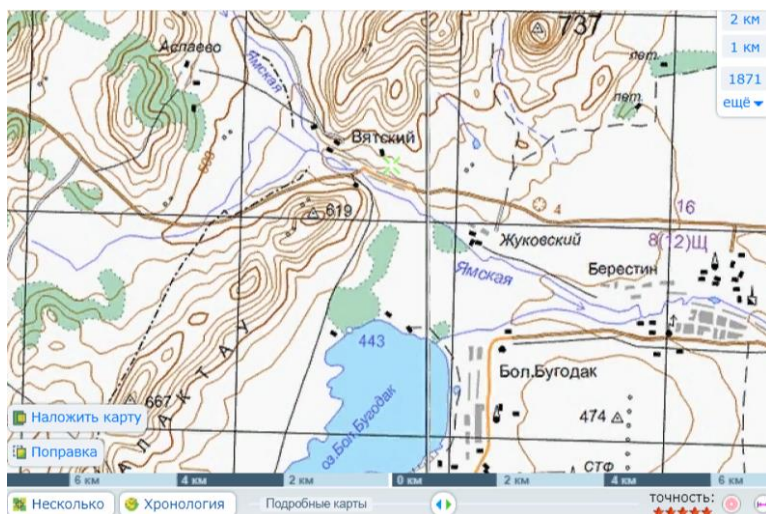 2 км
737
Аслаево
пет.
1 км
Ямская
1871
ещё
пет.
Вятский
600
619
4
16
Жуковский
8(12)Щ
Ямская
Берестин
443
Бол.Бугодак
667
474
Наложить карту
оз.Бол.Бугодак
А Л А К Т А У
Поправка
СТФ
6 км
4 км
2 км
0 км
2 км
4 км
6 км
Несколько
Хронология
Подробные карты
точность: